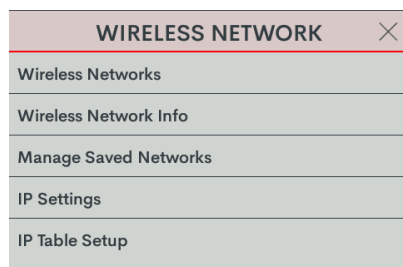 WIRELESS NETWORK
Wireless Networks
Wireless Network Info
Manage Saved Networks
IP Settings
IP Table Setup